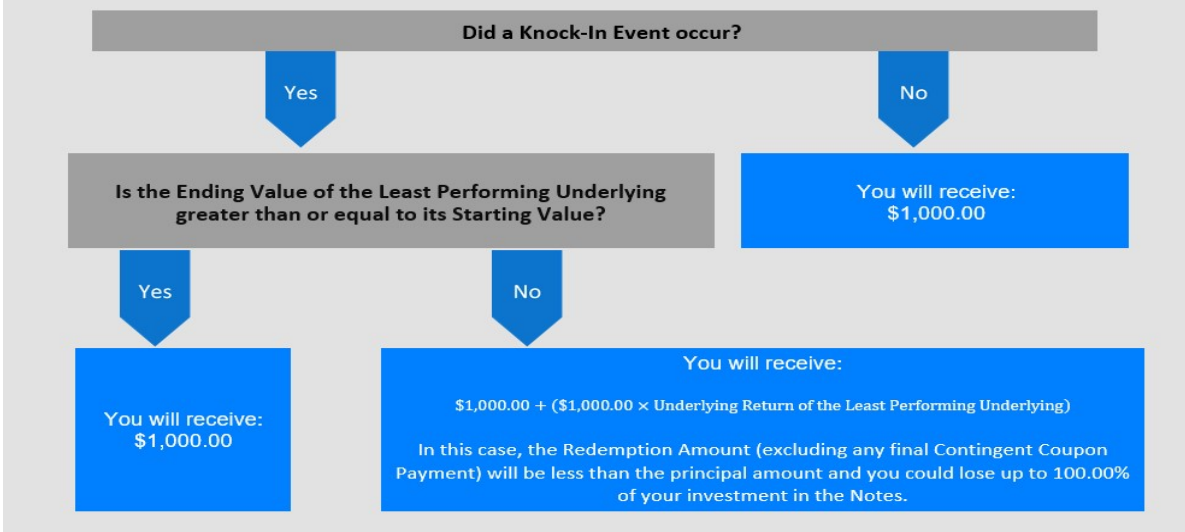 Did a Knock-In Event occur?
Yes
No
Is the Ending Value of the Least Performing Underlying
greater than or equal to its Starting Value?
You will receive:
$1,000.00
Yes
No
You will receive:
$1,000.00
You will receive:
$1,000.00 + ($1,000.00 × Underlying Return of the Least Performing Underlying)
In this case, the Redemption Amount (excluding any final Contingent Coupon
Payment) will be less than the principal amount and you could lose up to 100.00%
of your investment in the Notes.